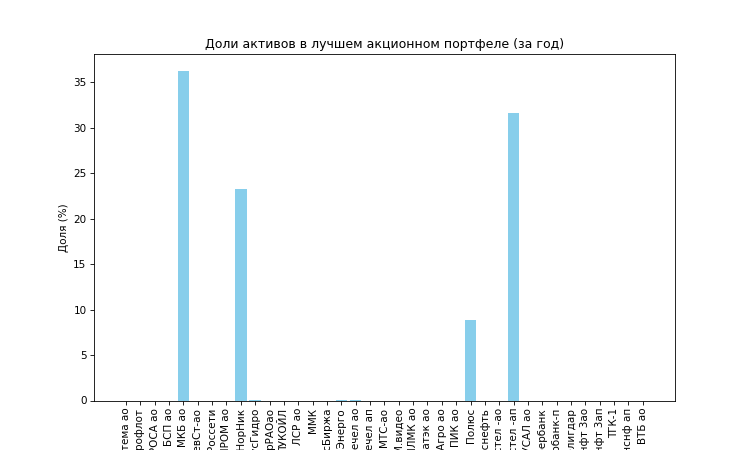 Доли активов в лучшем акционном портфеле (за год)
Доля (%)
35
30
25
20
15
10
5
0
тема ао
рофлот
РОСА ао
БСП ао
МКБ ао
евСт-ао
Россети
ПРОМ ао
НорНик
усГидро
рРАОао
ЛУКОЙЛ
ЛСР ао
ММК
сБиржа
Энерго
ечел ао
ечел ап
МТС-ао
М.видео
ЛМК ао
атэк ао
Агро ао
ПИК ао
Полюс
снефть
стел -ао
стел -ап
УСАЛ ао
ербанк
рбанк-п
лигдар
нфт 3ао
нфт 3ап
ТГК-1
нснф ап
ВТБ ао